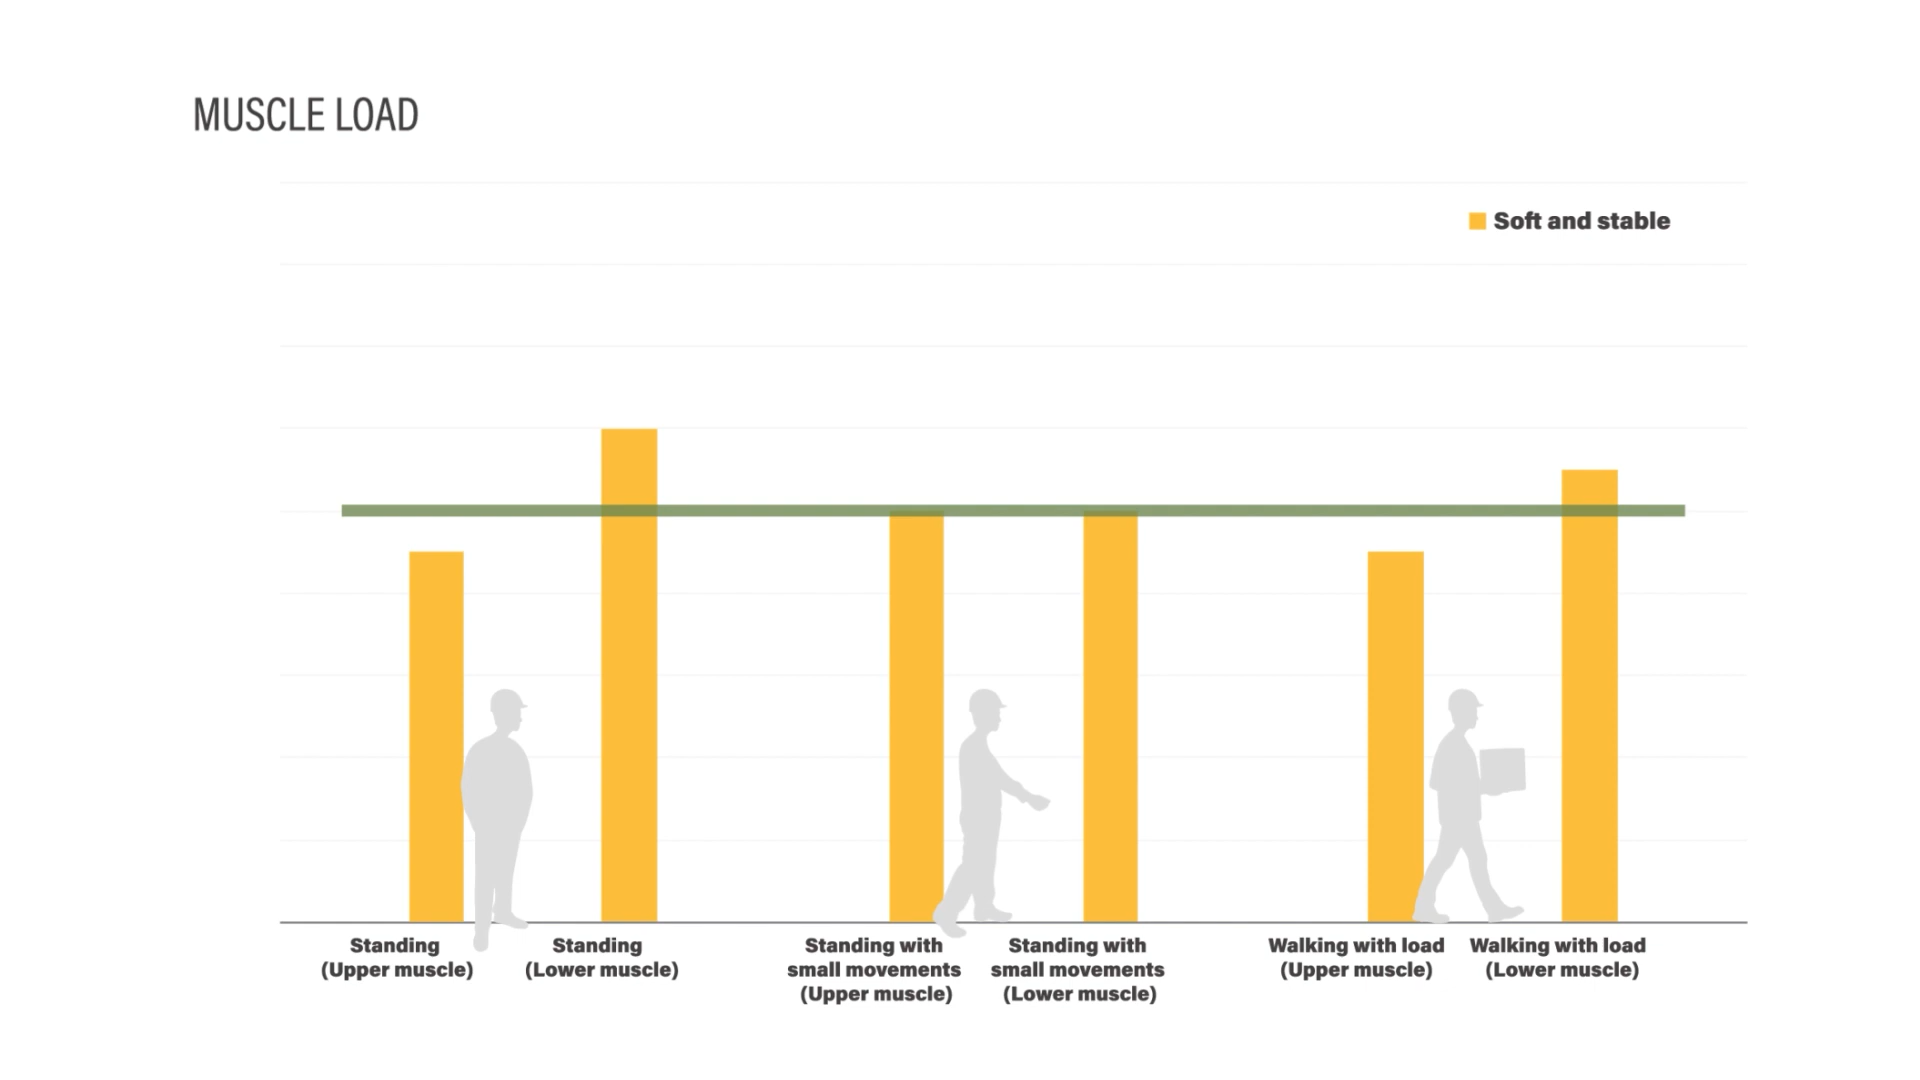 MUSCLE LOAD
Soft and stable
Standing
(Upper muscle)
Standing
(Lower muscle)
Standing with
small movements
(Upper muscle)
Standing with
small movements
(Lower muscle)
Walking with load
(Upper muscle)
Walking with load
(Lower muscle)